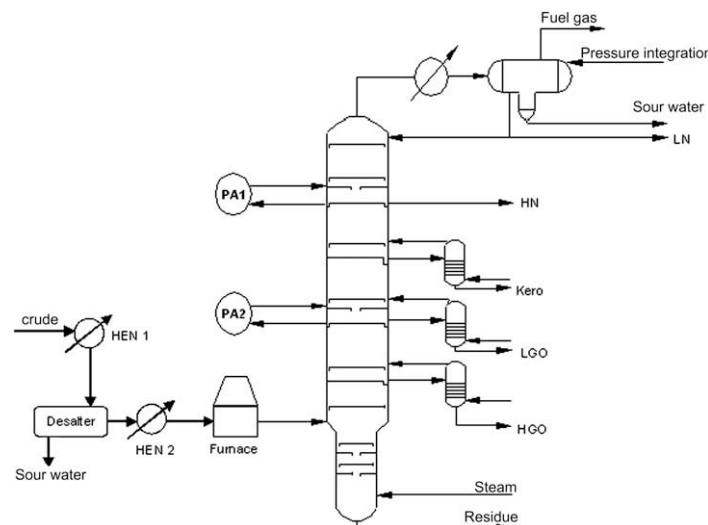 Fuel gas
Pressure integration
Sour water
LN
PA1
HN
Kero
PA2
crude
HEN 1
LGO
Desalter
HEN 2
Furnace
HGO
Sour water
Steam
Residue